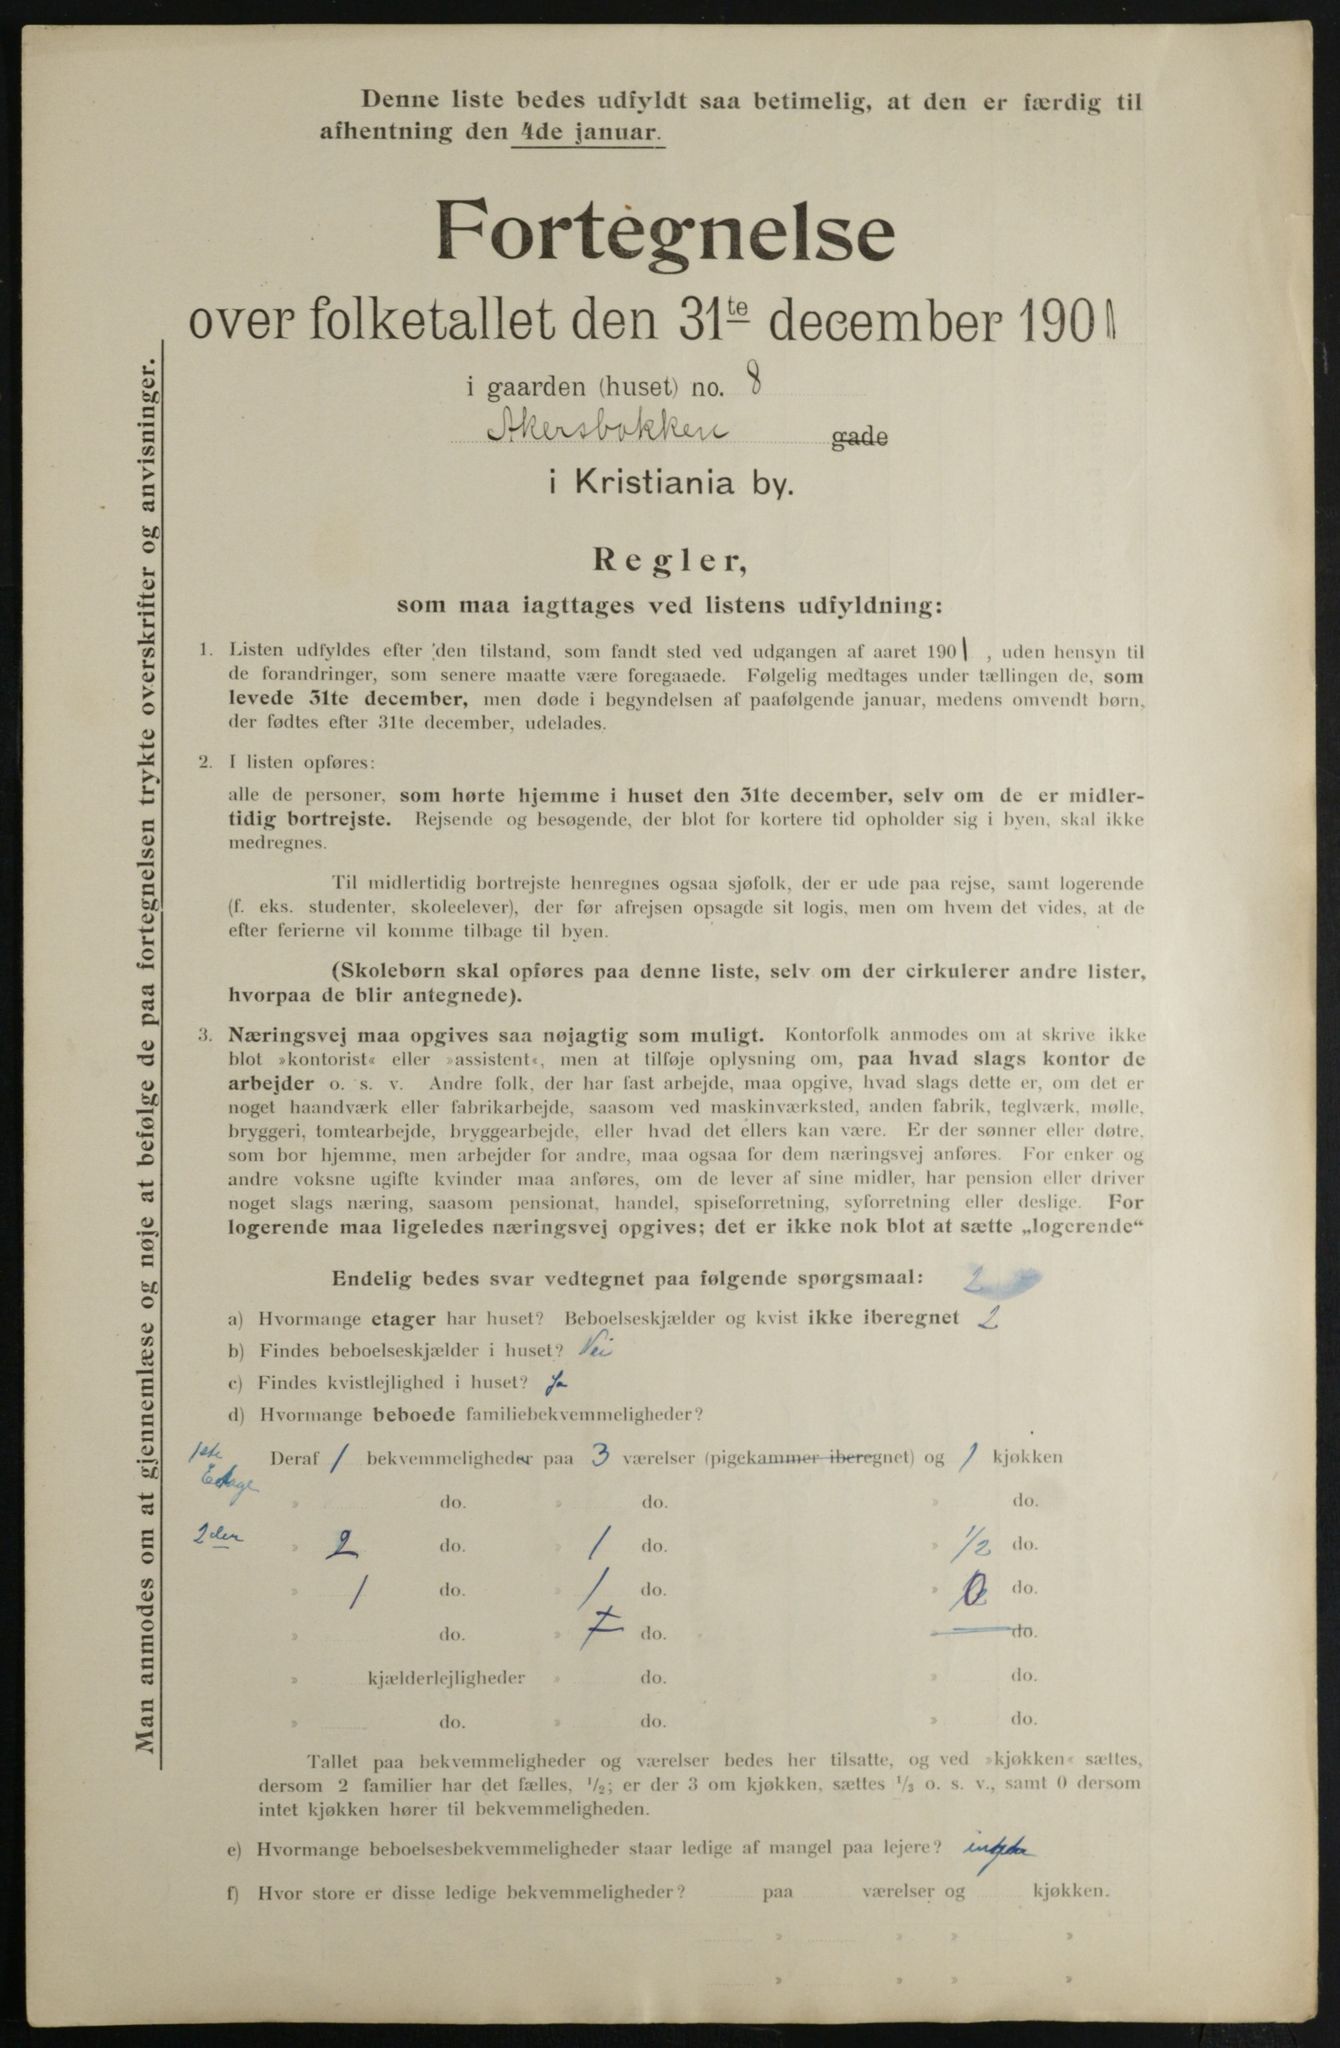 Denne liste bedes udfyldt saa betimelig, at den er færdig til
afhentning den 4de januar.
Fortegnelse
over folketallet den 31te december 1901
i gaarden (huset) no. 8
Akersbakken gade
i Kristiania by.
Regler,
som maa iagttages ved listens udfyldning:
1. Listen udfyldes efter den tilstand, som fandt sted ved udgangen af aaret 1901, uden hensyn til
de forandringer, som senere maatte være foregaaede. Følgelig medtages under tællingen de, som
levede 31te december, men døde i begyndelsen af paafølgende januar, medens omvendt børn,
der fødtes efter 31te december, udelades.
2. I listen opføres:
alle de personer, som hørte hjemme i huset den 31te december, selv om de er midler-
tidig bortrejste. Rejsende og besøgende, der blot for kortere tid opholder sig i byen, skal ikke
medregnes.
Til midlertidig bortrejste henregnes ogsaa sjøfolk, der er ude paa rejse, samt logerende
(f. eks. studenter, skoleelever), der før afrejsen opsagde sit logis, men om hvem det vides, at de
efter ferierne vil komme tilbage til byen.
(Skolebørn skal opføres paa denne liste, selv om der cirkulerer andre lister,
hvorpaa de blir antegnede).
3. Næringsvej maa opgives saa nøjagtig som muligt. Kontorfolk anmodes om at skrive ikke
blot »kontorist« eller »assistent«, men at tilføje oplysning om, paa hvad slags kontor de
arbejder o. s. v. Andre folk, der har fast arbejde, maa opgive, hvad slags dette er, om det er
noget haandværk eller fabrikarbejde, saasom ved maskinværksted, anden fabrik, teglværk, mølle,
bryggeri, tomtearbejde, bryggearbejde, eller hvad det ellers kan være. Er der sønner eller døtre,
som bor hjemme, men arbejder for andre, maa ogsaa for dem næringsvej anføres. For enker og
andre voksne ugifte kvinder maa anføres, om de lever af sine midler, har pension eller driver
noget slags næring, saasom pensionat, handel, spiseforretning, syforretning eller deslige. For
logerende maa ligeledes næringsvej opgives; det er ikke nok blot at sætte „logerende“
Endelig bedes svar vedtegnet paa følgende spørgsmaal: 2
a) Hvormange etager har huset? Beboelseskjælder og kvist ikke iberegnet 2
b) Findes beboelseskjælder i huset? Nei
c) Findes kvistlejlighed i huset? Ja
d) Hvormange beboede familiebekvemmeligheder?
1ste Etage Deraf 1 bekvemmeligheder paa 3 værelser (pigekammer iberegnet) og 1 kjøkken
» do. » do. » do.
2den » 2 do. 1 do. » 1/2 do.
» 1 do. 1 do. » 0 do.
» do. » 7 do. do.
» kjælderlejligheder » do. » do.
» do. » do. » do.
Tallet paa bekvemmeligheder og værelser bedes her tilsatte, og ved »kjøkken« sættes,
dersom 2 familier har det fælles, 1/2; er der 3 om kjøkken, sættes 1/3 o. s. v., samt 0 dersom
intet kjøkken hører til bekvemmeligheden.
e) Hvormange beboelsesbekvemmeligheder staar ledige af mangel paa lejere? ingen
f) Hvor store er disse ledige bekvemmeligheder? paa værelser og kjøkken.
» » » »
» » » »
Man anmodes om at gjennemlæse og nøje at befølge de paa fortegnelsen trykte overskrifter og anvisninger.